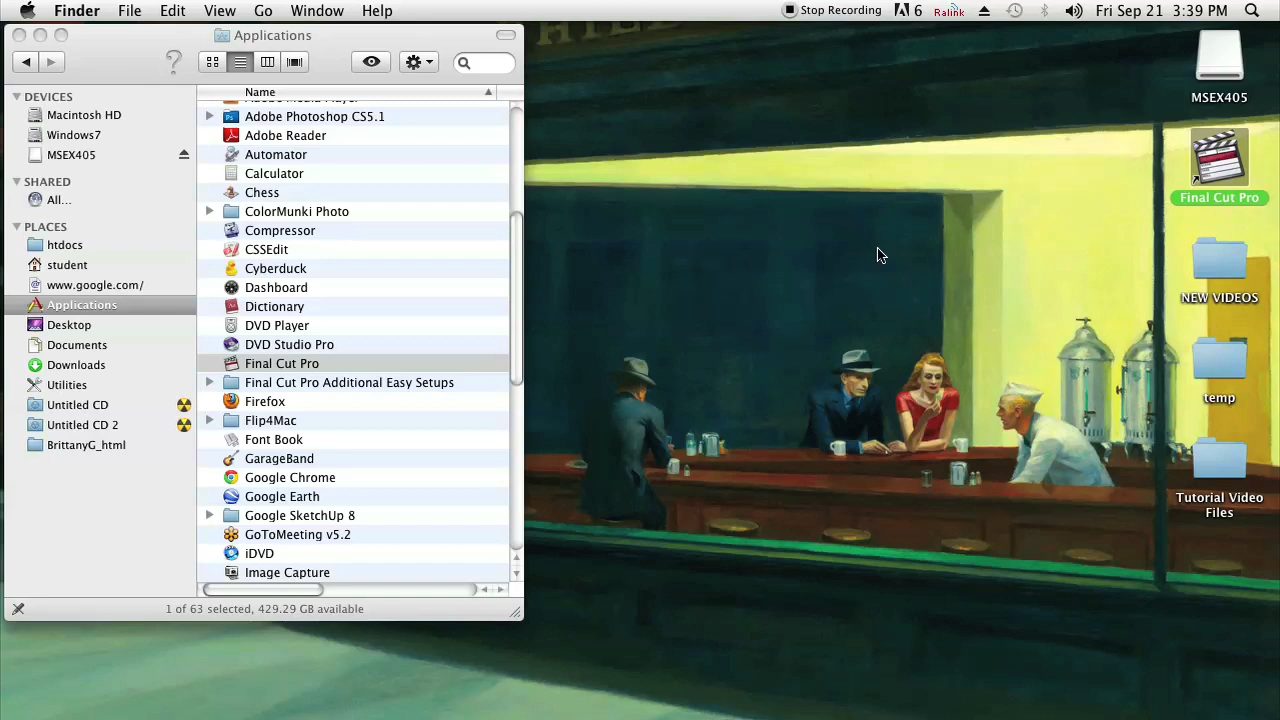 Finder File Edit View Go Window Help
Stop Recording 6 Ralink Fri Sep 21 3:39 PM
Applications
DEVICES
Macintosh HD
Windows7
MSEX405
SHARED
All...
PLACES
htdocs
student
www.google.com/
Applications
Desktop
Documents
Downloads
Utilities
Untitled CD
Untitled CD 2
BrittanyG_html
Name
Adobe Media Player
Adobe Photoshop CS5.1
Adobe Reader
Automator
Calculator
Chess
ColorMunki Photo
Compressor
CSSEdit
Cyberduck
Dashboard
Dictionary
DVD Player
DVD Studio Pro
Final Cut Pro
Final Cut Pro Additional Easy Setups
Firefox
Flip4Mac
Font Book
GarageBand
Google Chrome
Google Earth
Google SketchUp 8
GoToMeeting v5.2
iDVD
Image Capture
1 of 63 selected, 429.29 GB available
MSEX405
Final Cut Pro
NEW VIDEOS
temp
Tutorial Video
Files